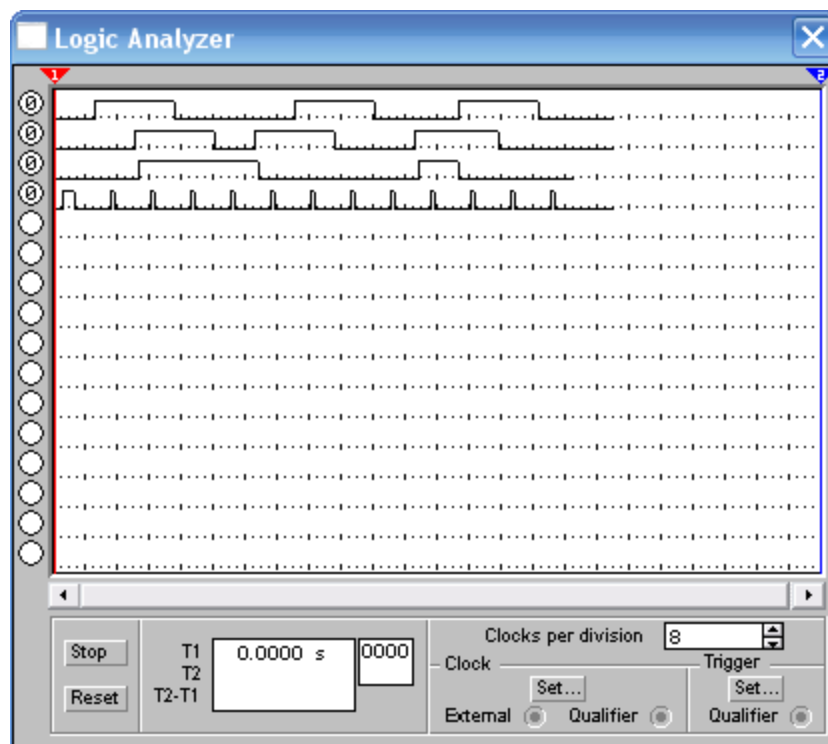 Logic Analyzer
1 2
0
0
0
0
Clocks per division 8
Stop T1 0.0000 s 0000 Clock Trigger
T2 Set... Set...
Reset T2-T1 External Qualifier Qualifier